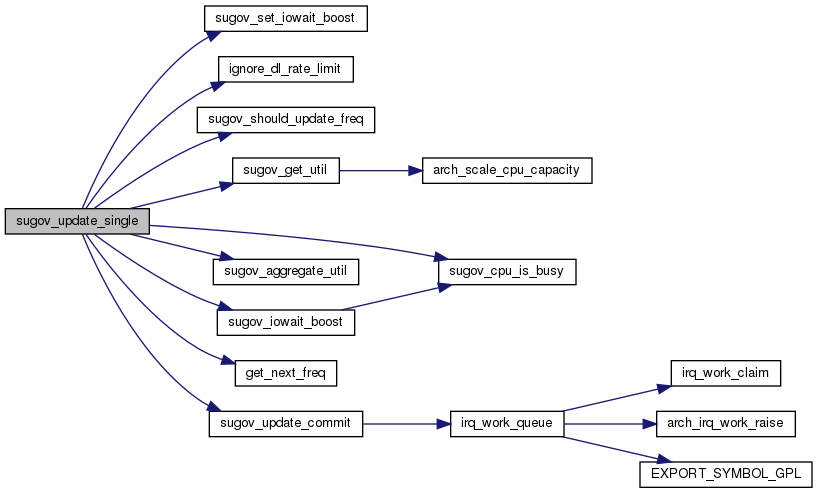 sugov_set_iowait_boost
ignore_dl_rate_limit
sugov_should_update_freq
sugov_get_util
arch_scale_cpu_capacity
sugov_update_single
sugov_aggregate_util
sugov_cpu_is_busy
sugov_iowait_boost
get_next_freq
irq_work_claim
sugov_update_commit
irq_work_queue
arch_irq_work_raise
EXPORT_SYMBOL_GPL